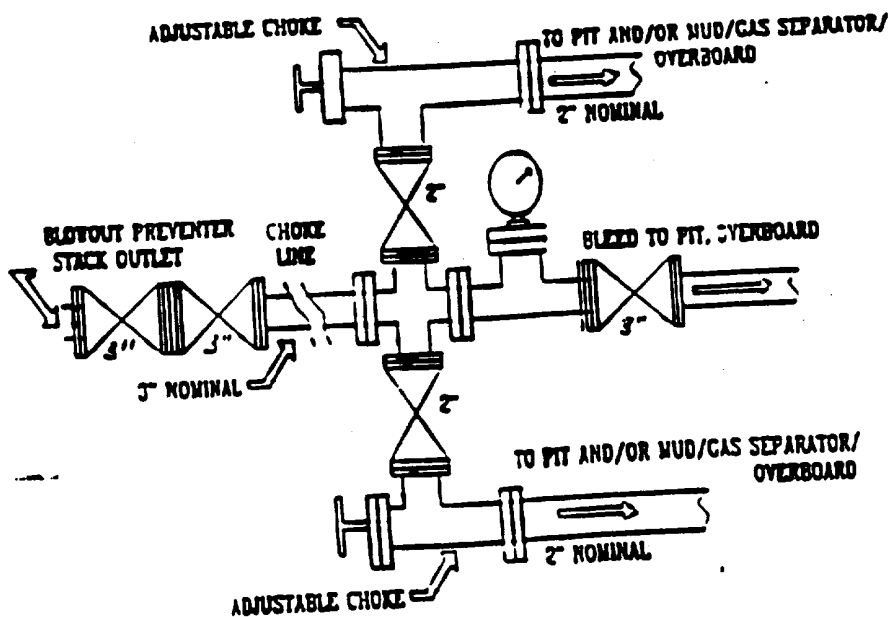 ADJUSTABLE CHOKE
TO PIT AND/OR MUD/GAS SEPARATOR/
OVERBOARD
2" NOMINAL
2"
BLOWOUT PREVENTER
STACK OUTLET
CHOKE
LINE
BLEED TO PIT, OVERBOARD
3"
3"
3"
3" NOMINAL
2"
TO PIT AND/OR MUD/GAS SEPARATOR/
OVERBOARD
2" NOMINAL
ADJUSTABLE CHOKE